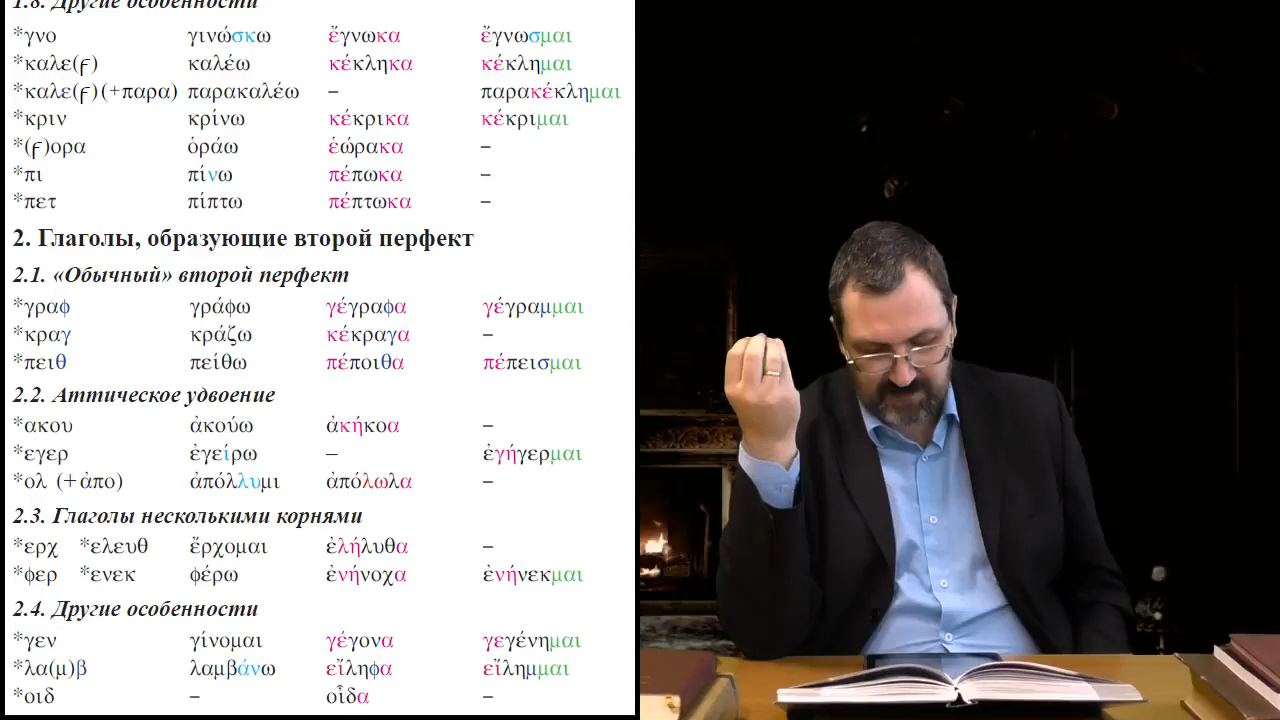 1.8. Другие особенности
*γνο γινώσκω ἔγνωκα ἔγνωσμαι
*καλε(ϝ) καλέω κέκληκα κέκλημαι
*καλε(ϝ)(+παρα) παρακαλέω – παρακέκλημαι
*κριν κρίνω κέκρικα κέκριμαι
*(ϝ)ορα ὁράω ἑώρακα –
*πι πίνω πέπωκα –
*πετ πίπτω πέπτωκα –
2. Глаголы, образующие второй перфект
2.1. «Обычный» второй перфект
*γραφ γράφω γέγραφα γέγραμμαι
*κραγ κράζω κέκραγα –
*πειθ πείθω πέποιθα πέπεισμαι
2.2. Аттическое удвоение
*ακου ἀκούω ἀκήκοα –
*εγερ ἐγείρω – ἐγήγερμαι
*ολ (+ἀπο) ἀπόλλυμι ἀπόλωλα –
2.3. Глаголы несколькими корнями
*ερχ *ελευθ ἔρχομαι ἐλήλυθα –
*φερ *ενεκ φέρω ἐνήνοχα ἐνήνεκμαι
2.4. Другие особенности
*γεν γίνομαι γέγονα γεγένημαι
*λα(μ)β λαμβάνω εἴληφα εἴλημμαι
*οιδ – οἶδα –